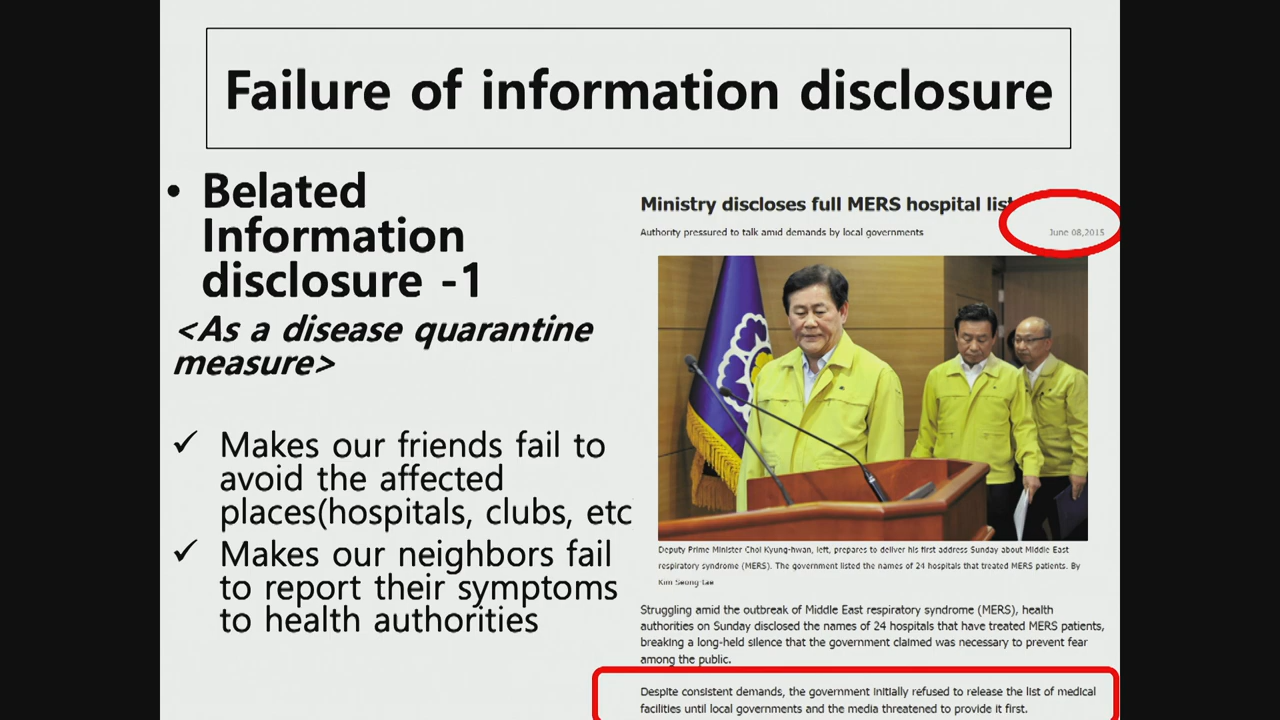 Failure of information disclosure
• Belated
Information
disclosure -1
<As a disease quarantine
measure>
✓ Makes our friends fail to
avoid the affected
places(hospitals, clubs, etc
✓ Makes our neighbors fail
to report their symptoms
to health authorities
Ministry discloses full MERS hospital list
Authority pressured to talk amid demands by local governments
June 08,2015
Deputy Prime Minister Choi Kyung-hwan, left, prepares to deliver his first address Sunday about Middle East
respiratory syndrome (MERS). The government listed the names of 24 hospitals that treated MERS patients. By
Kim Seong-tae
Struggling amid the outbreak of Middle East respiratory syndrome (MERS), health
authorities on Sunday disclosed the names of 24 hospitals that have treated MERS patients,
breaking a long-held silence that the government claimed was necessary to prevent fear
among the public.
Despite consistent demands, the government initially refused to release the list of medical
facilities until local governments and the media threatened to provide it first.